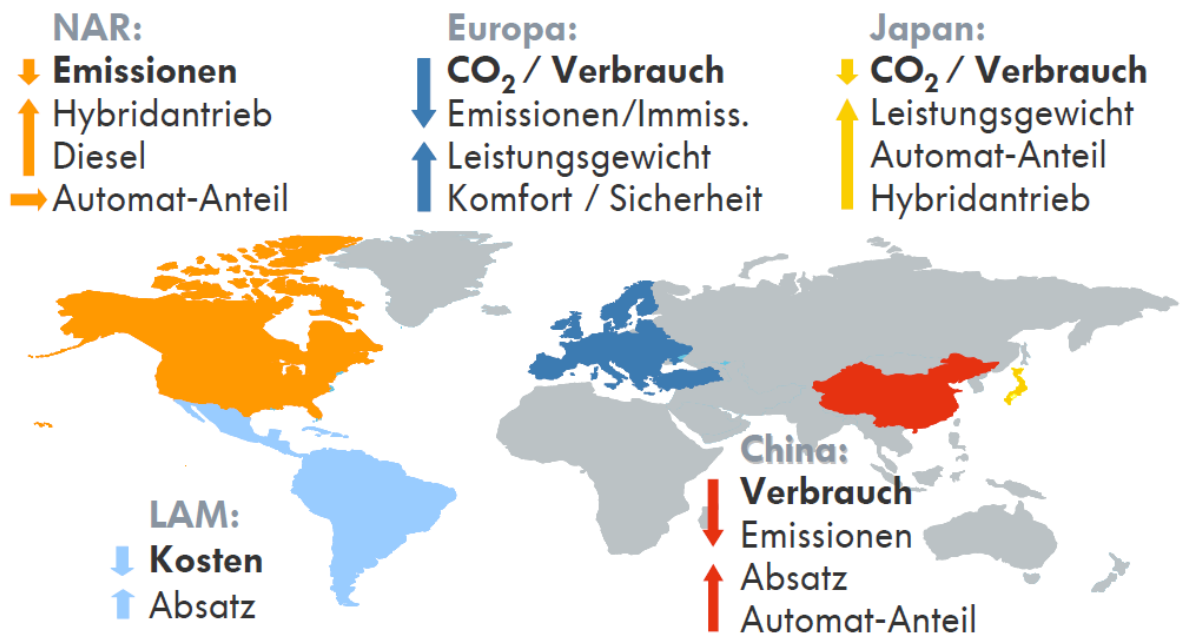 NAR:
Emissionen
Hybridantrieb
Diesel
Automat-Anteil
Europa:
CO₂ / Verbrauch
Emissionen/Immiss.
Leistungsgewicht
Komfort / Sicherheit
Japan:
CO₂ / Verbrauch
Leistungsgewicht
Automat-Anteil
Hybridantrieb
LAM:
Kosten
Absatz
China:
Verbrauch
Emissionen
Absatz
Automat-Anteil